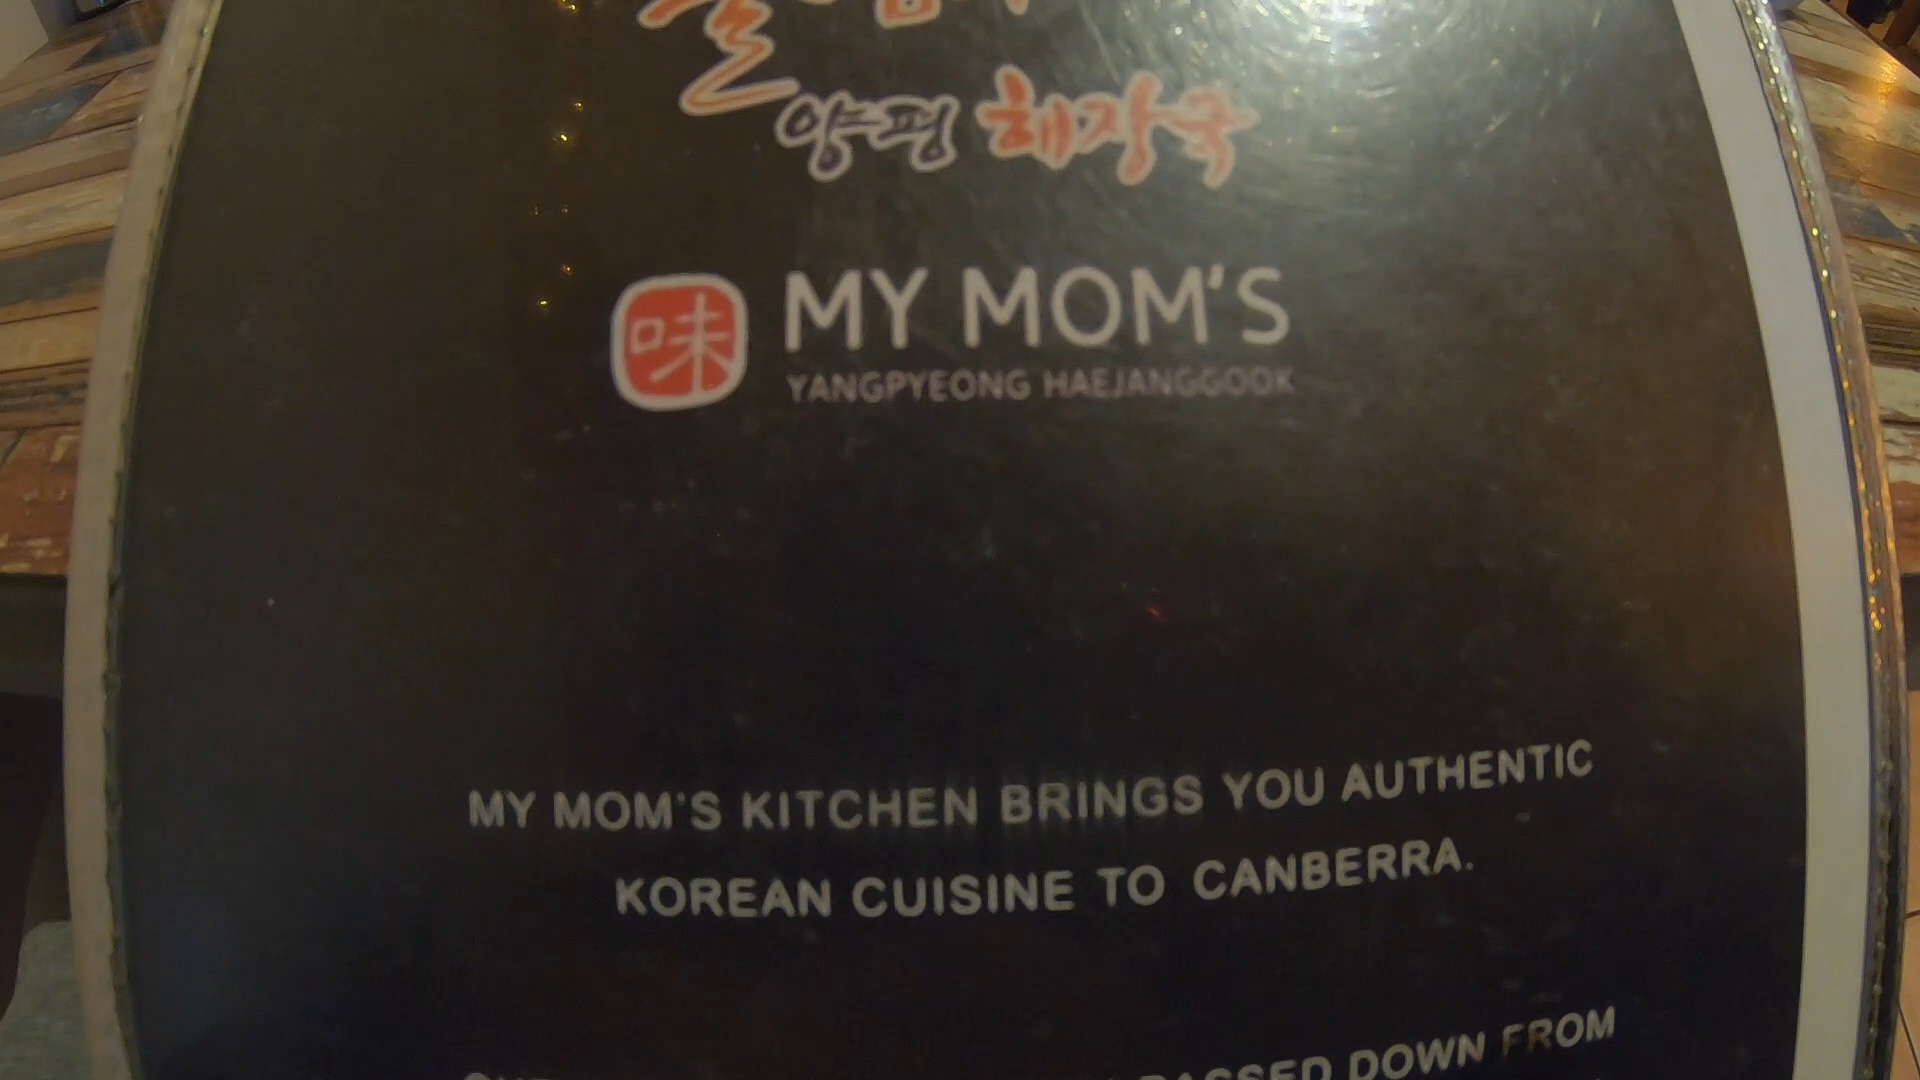 양평 해장국
味 MY MOM'S
YANGPYEONG HAEJANGGOOK
MY MOM'S KITCHEN BRINGS YOU AUTHENTIC
KOREAN CUISINE TO CANBERRA.
PASSED DOWN FROM